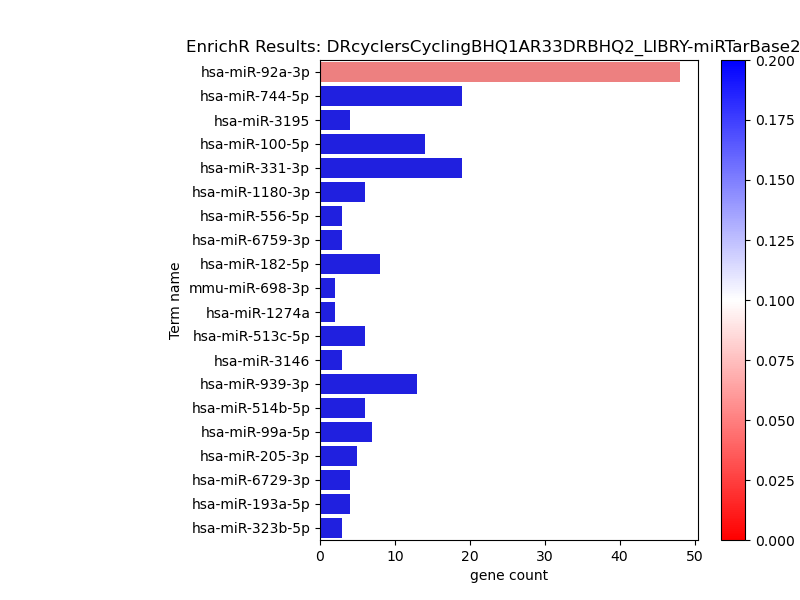 EnrichR Results: DRcyclersCyclingBHQ1AR33DRBHQ2_LIBRY-miRTarBase2
hsa-miR-92a-3p
hsa-miR-744-5p
hsa-miR-3195
hsa-miR-100-5p
hsa-miR-331-3p
hsa-miR-1180-3p
hsa-miR-556-5p
hsa-miR-6759-3p
hsa-miR-182-5p
mmu-miR-698-3p
hsa-miR-1274a
hsa-miR-513c-5p
hsa-miR-3146
hsa-miR-939-3p
hsa-miR-514b-5p
hsa-miR-99a-5p
hsa-miR-205-3p
hsa-miR-6729-3p
hsa-miR-193a-5p
hsa-miR-323b-5p
Term name
0 10 20 30 40 50
gene count
0.200
0.175
0.150
0.125
0.100
0.075
0.050
0.025
0.000